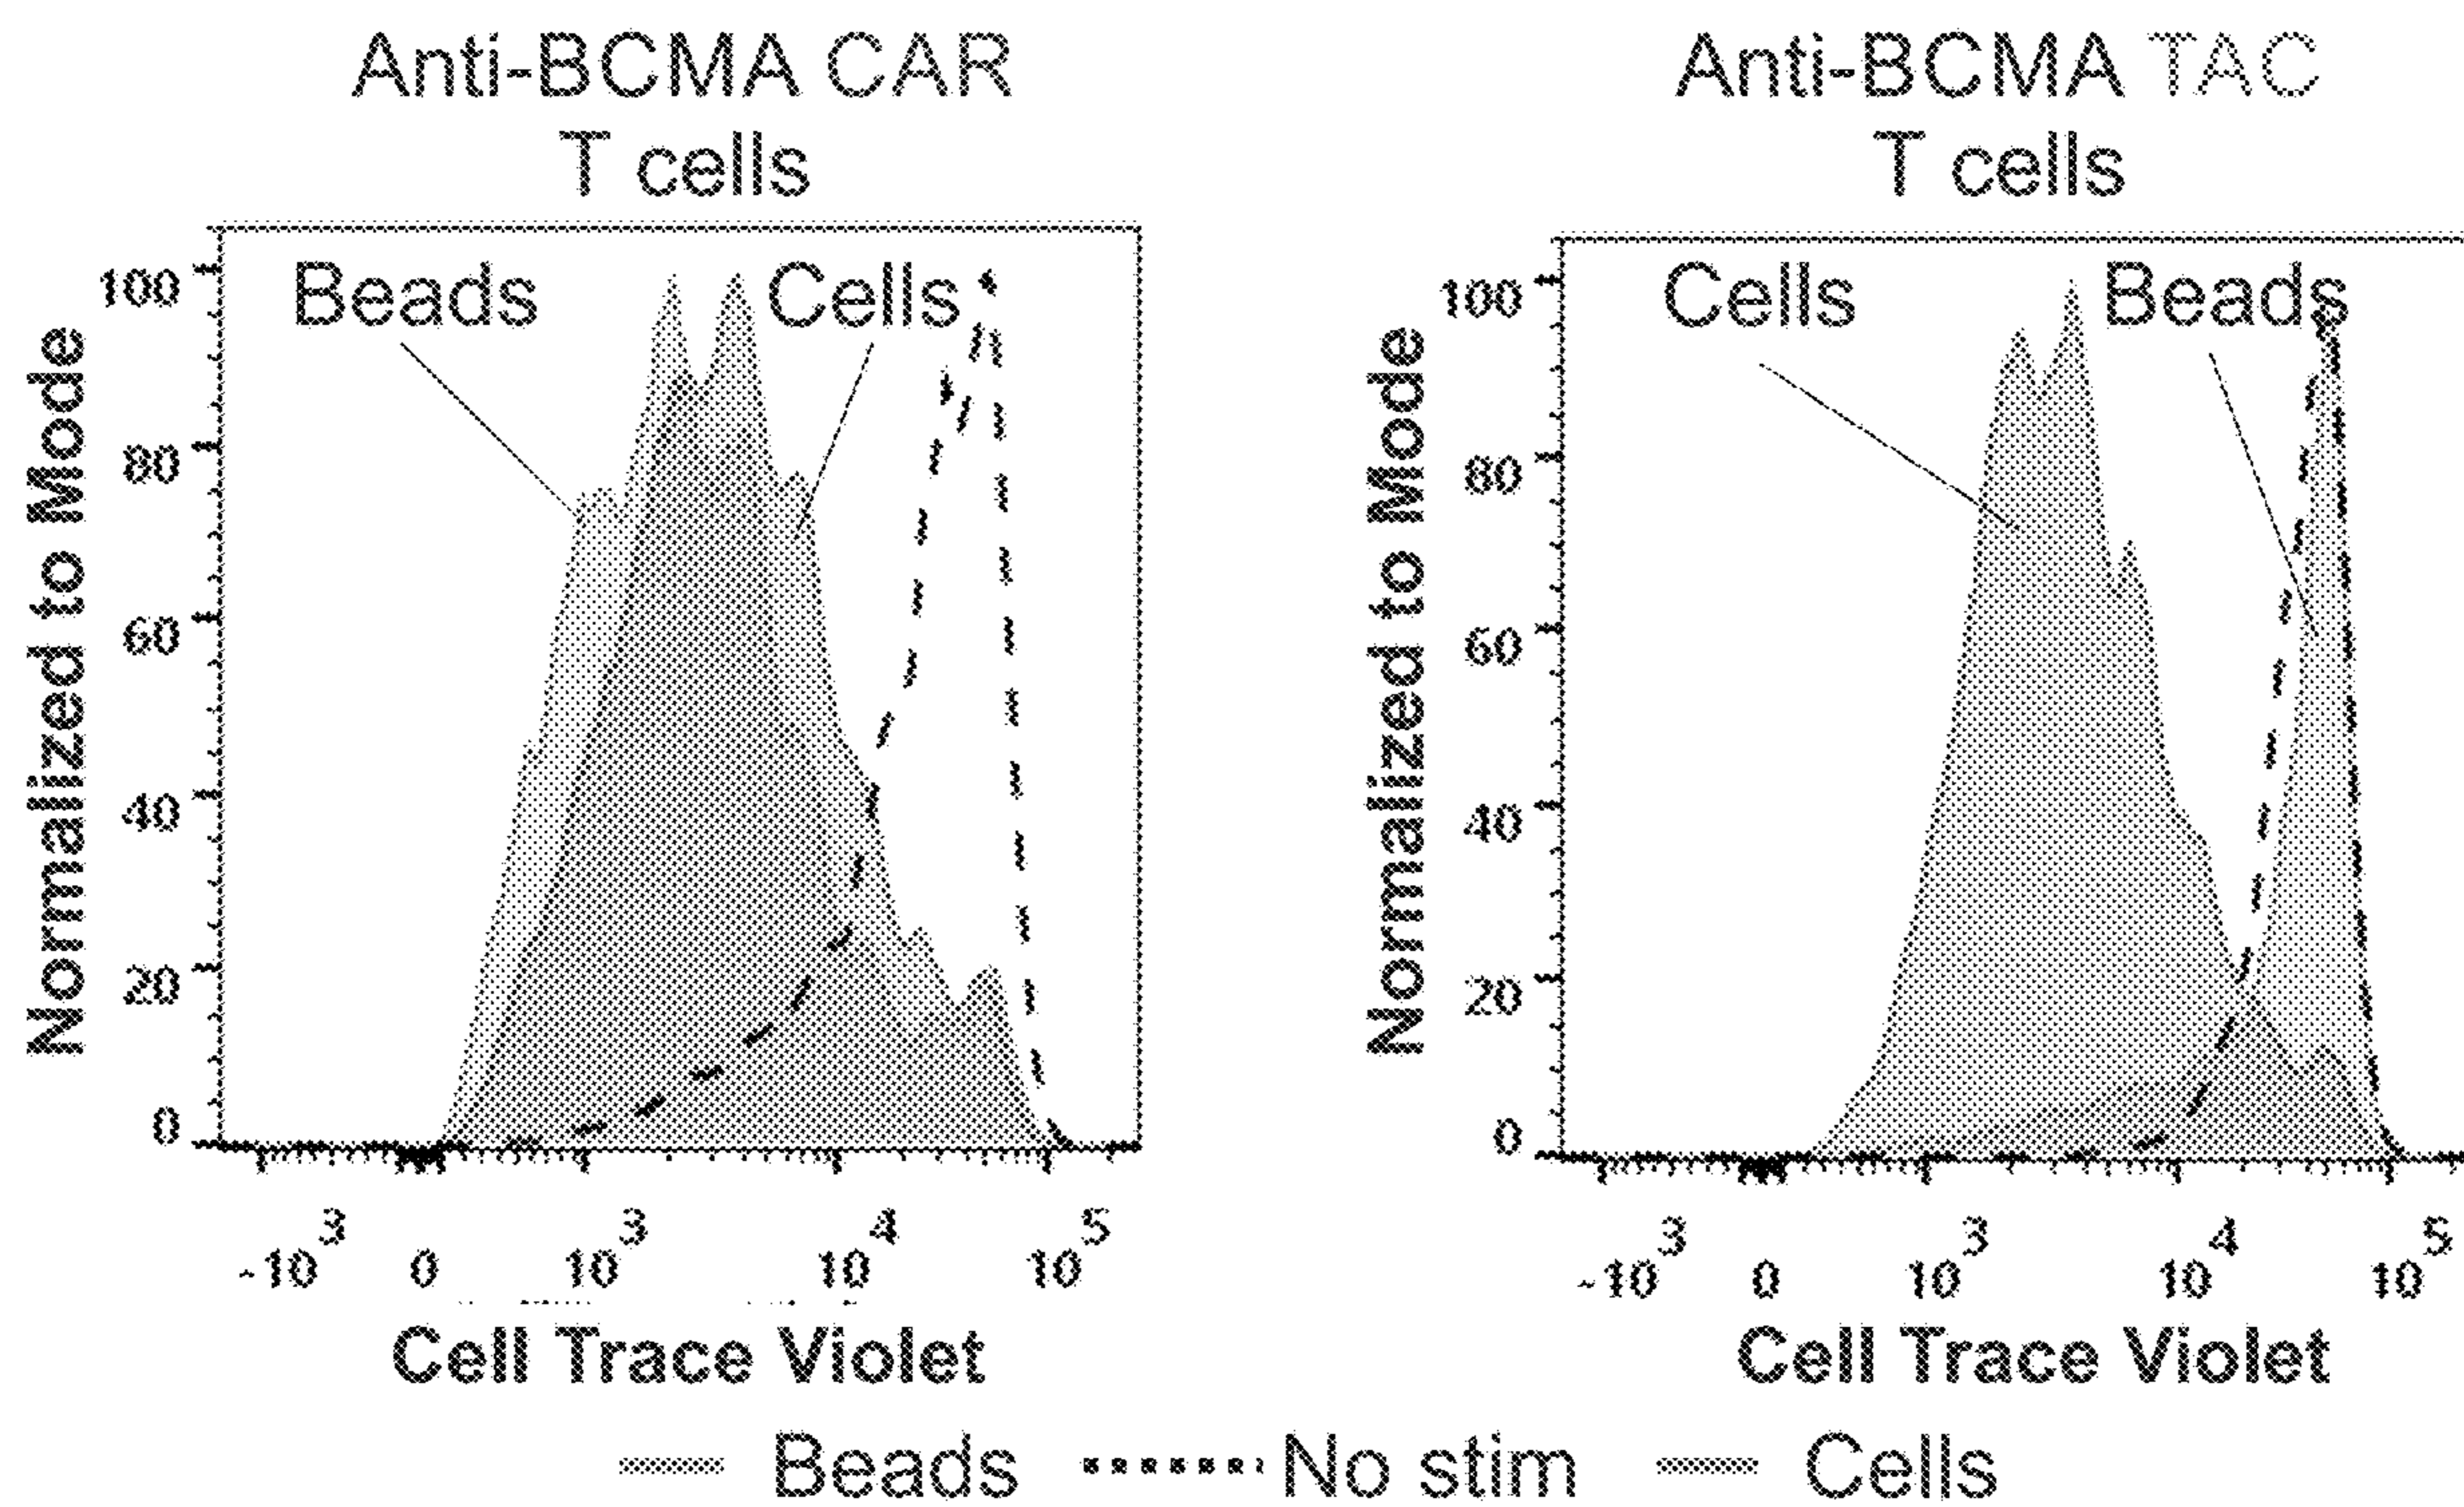 Anti-BCMA CAR
T cells
Normalized to Mode
100
80
60
40
20
0
Beads
Cells
-10 3 0 10 3 10 4 10 5
Cell Trace Violet
Anti-BCMA TAC
T cells
Normalized to Mode
100
80
60
40
20
0
Cells
Beads
-10 3 0 10 3 10 4 10 5
Cell Trace Violet
Beads No stim Cells